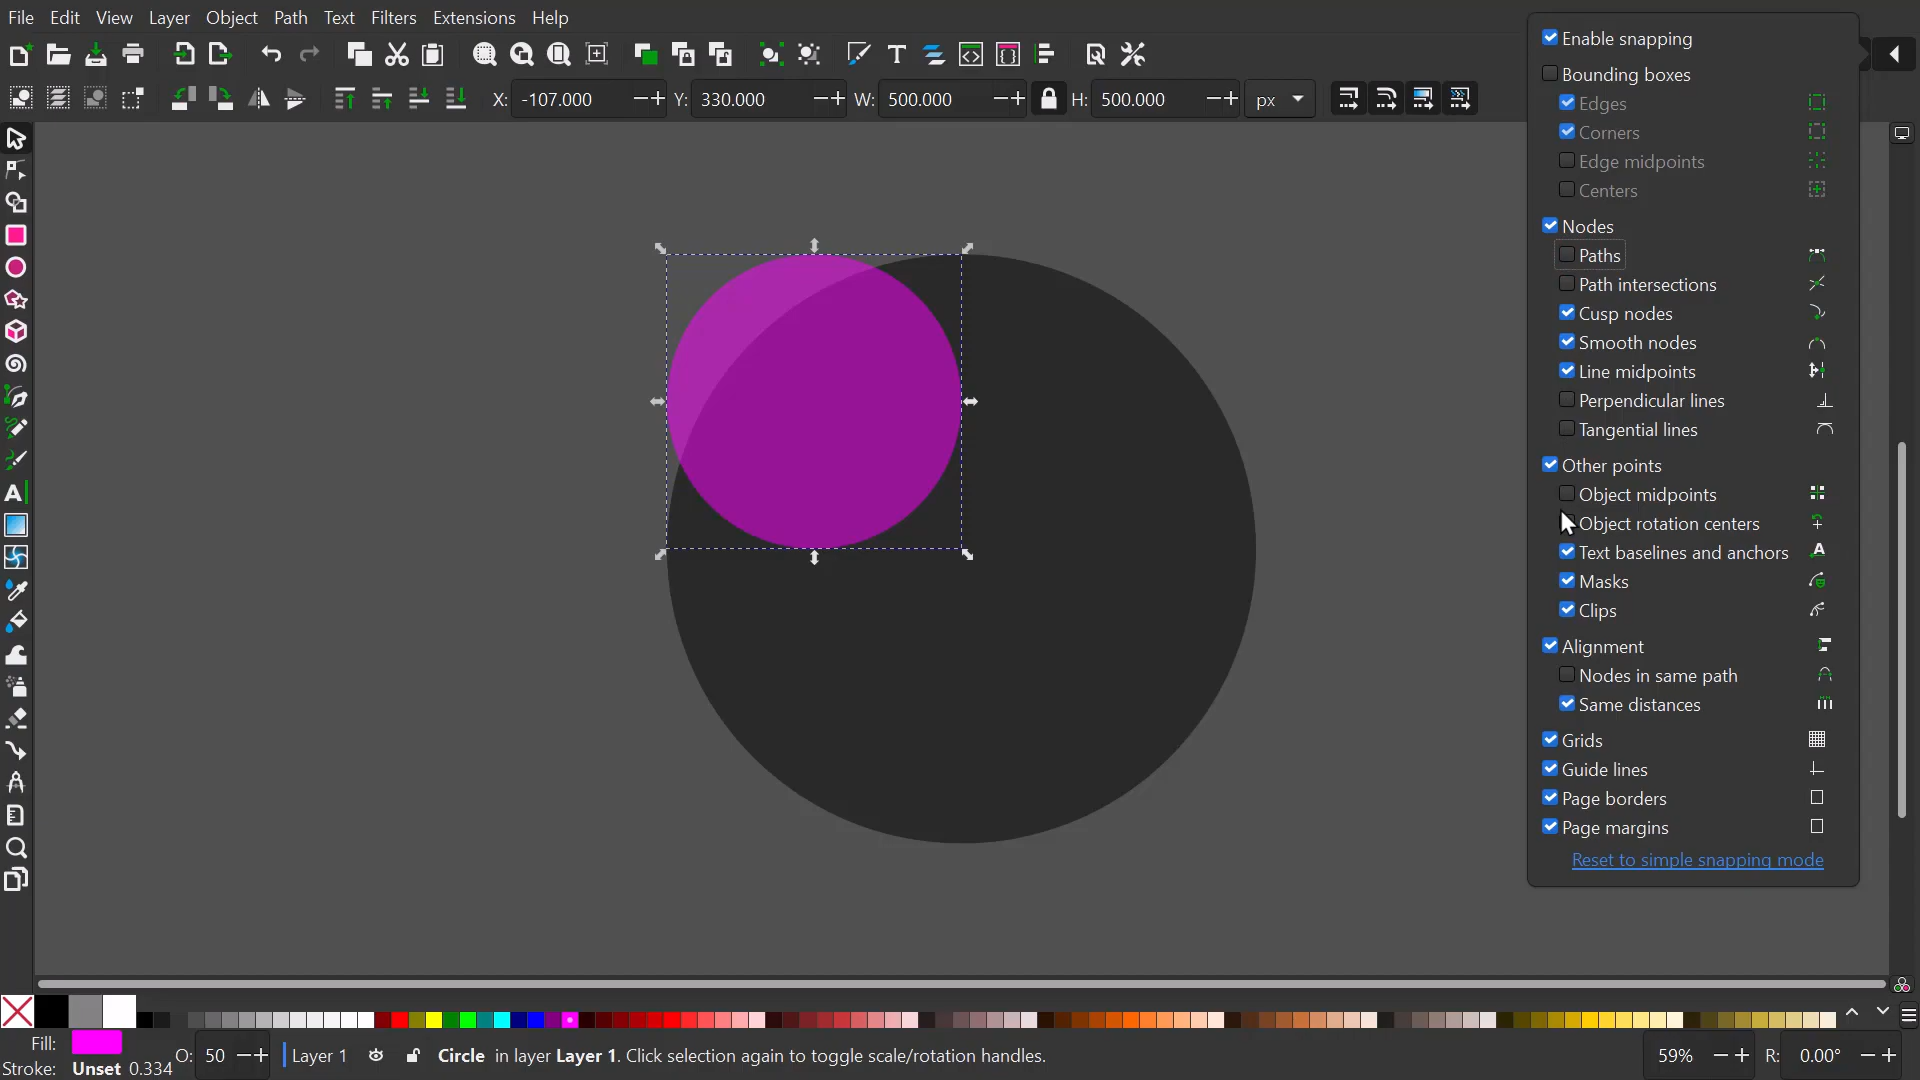 File Edit View Layer Object Path Text Filters Extensions Help
X: -107.000 Y: 330.000 W: 500.000 H: 500.000 px
Enable snapping
Bounding boxes
Edges
Corners
Edge midpoints
Centers
Nodes
Paths
Path intersections
Cusp nodes
Smooth nodes
Line midpoints
Perpendicular lines
Tangential lines
Other points
Object midpoints
Object rotation centers
Text baselines and anchors
Masks
Clips
Alignment
Nodes in same path
Same distances
Grids
Guide lines
Page borders
Page margins
Reset to simple snapping mode
Fill:
Stroke: Unset 0.334
O: 50
Layer 1
Circle in layer Layer 1. Click selection again to toggle scale/rotation handles.
59%
R: 0.00°